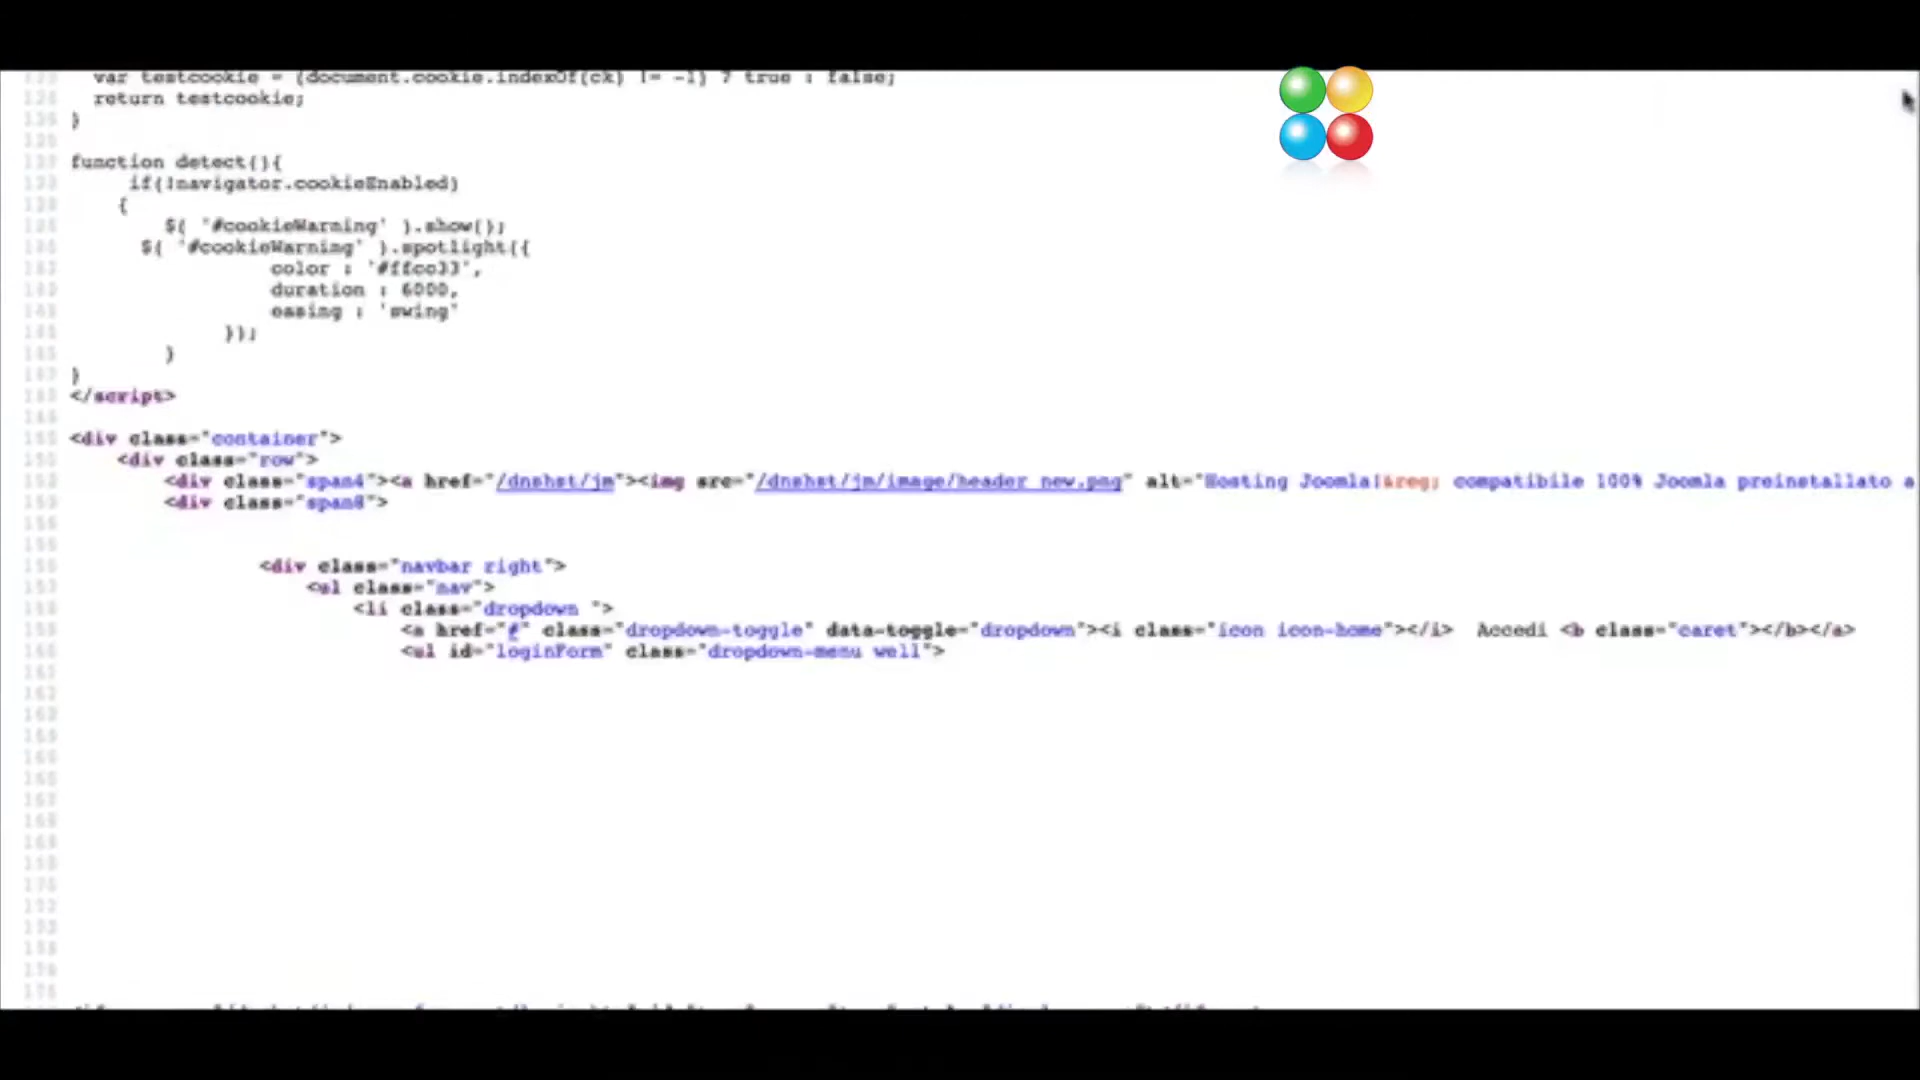 var testcookie = (document.cookie.indexOf(ck) != -1) ? true : false;
return testcookie;
}
function detect(){
if(!navigator.cookieEnabled)
{
$( '#cookieWarning' ).show();
$( '#cookieWarning' ).spotlight({
color : '#ffcc33',
duration : 6000,
easing : 'swing'
});
}
}
</script>
<div class="container">
<div class="row">
<div class="span4"><a href="/dnshst/jm"><img src="/dnshst/jm/image/header_new.png" alt="Hosting Joomla!&reg; compatibile 100% Joomla preinstallato a
<div class="span8">
<div class="navbar right">
<ul class="nav">
<li class="dropdown ">
<a href="#" class="dropdown-toggle" data-toggle="dropdown"><i class="icon icon-home"></i> Accedi <b class="caret"></b></a>
<ul id="loginForm" class="dropdown-menu well">